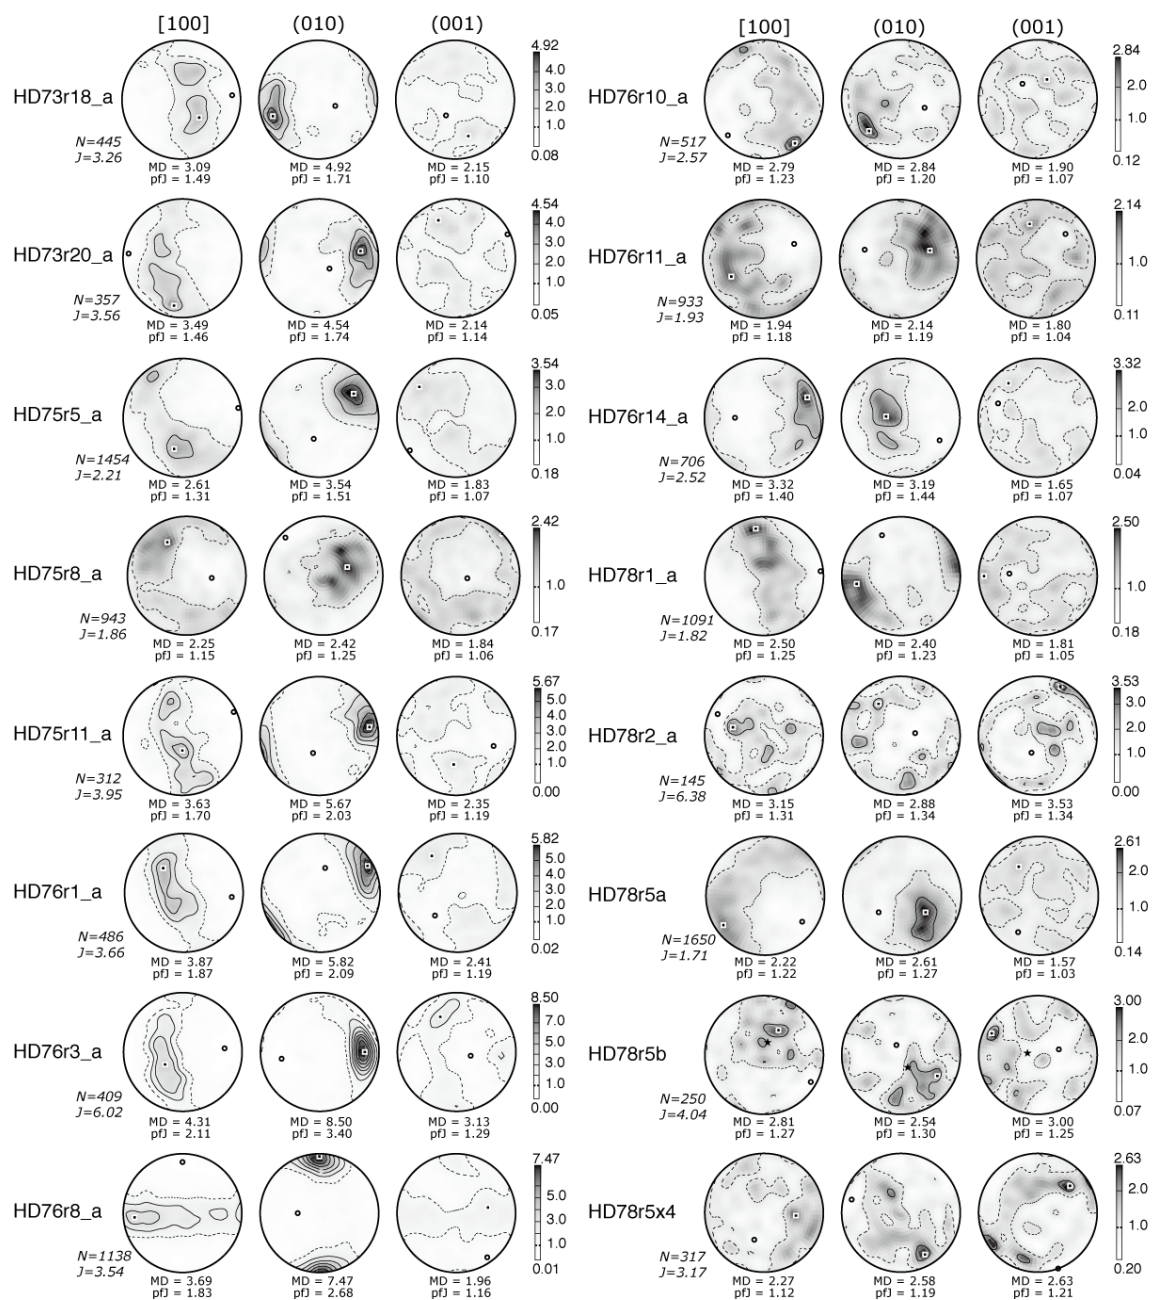 [100] (010) (001)
4.92
4.0
3.0
2.0
1.0
0.08
HD73r18_a
N=445
J=3.26
MD = 3.09 4.92 2.15
pfJ = 1.49 1.71 1.10
4.54
4.0
3.0
2.0
1.0
0.05
HD73r20_a
N=357
J=3.56
MD = 3.49 MD = 4.54 MD = 2.14
pfJ = 1.46 pfJ = 1.74 pfJ = 1.14
3.54
3.0
2.0
1.0
0.18
HD75r5_a
N=1454
J=2.21
MD = 2.61 MD = 3.54 MD = 1.83
pfJ = 1.31 pfJ = 1.51 pfJ = 1.07
2.42
1.0
0.17
HD75r8_a
N=943
J=1.86
MD = 2.25 MD = 2.42 MD = 1.84
pfJ = 1.15 pfJ = 1.25 pfJ = 1.06
5.67
5.0
4.0
3.0
2.0
1.0
0.00
HD75r11_a
N=312
J=3.95
MD = 3.63 MD = 5.67 MD = 2.35
pfJ = 1.70 pfJ = 2.03 pfJ = 1.19
5.82
5.0
4.0
3.0
2.0
1.0
0.02
HD76r1_a
N=486
J=3.66
MD = 3.87 MD = 5.82 MD = 2.41
pfJ = 1.87 pfJ = 2.09 pfJ = 1.19
8.50
7.0
5.0
4.0
3.0
1.0
0.00
HD76r3_a
N=409
J=6.02
MD = 4.31 MD = 8.50 MD = 3.13
pfJ = 2.11 pfJ = 3.40 pfJ = 1.29
7.47
5.0
3.0
1.0
0.01
HD76r8_a
N=1138
J=3.54
MD = 3.69 MD = 7.47 MD = 1.96
pfJ = 1.83 pfJ = 2.68 pfJ = 1.16
[100] (010) (001)
2.84
2.0
1.0
0.12
HD76r10_a
N=517
J=2.57
MD = 2.79 MD = 2.84 MD = 1.90
pfJ = 1.23 pfJ = 1.20 pfJ = 1.07
2.14
1.0
0.11
HD76r11_a
N=933
J=1.93
MD = 1.94 MD = 2.14 MD = 1.80
pfJ = 1.18 pfJ = 1.19 pfJ = 1.04
3.32
2.0
1.0
0.04
HD76r14_a
N=706
J=2.52
MD = 3.32 MD = 3.19 MD = 1.65
pfJ = 1.40 pfJ = 1.44 pfJ = 1.07
2.50
1.0
0.18
HD78r1_a
N=1091
J=1.82
MD = 2.50 MD = 2.40 MD = 1.81
pfJ = 1.25 pfJ = 1.23 pfJ = 1.05
3.53
3.0
2.0
1.0
0.00
HD78r2_a
N=145
J=6.38
MD = 3.15 MD = 2.88 MD = 3.53
pfJ = 1.31 pfJ = 1.34 pfJ = 1.34
2.61
1.0
0.14
HD78r5a
N=1650
J=1.71
MD = 2.22 MD = 2.61 MD = 1.57
pfJ = 1.22 pfJ = 1.27 pfJ = 1.03
3.00
2.0
1.0
0.07
HD78r5b
N=250
J=4.04
MD = 2.81 MD = 2.54 MD = 3.00
pfJ = 1.27 pfJ = 1.30 pfJ = 1.25
2.63
2.0
1.0
0.20
HD78r5x4
N=317
J=3.17
MD = 2.27 MD = 2.58 MD = 2.63
pfJ = 1.12 pfJ = 1.19 pfJ = 1.21